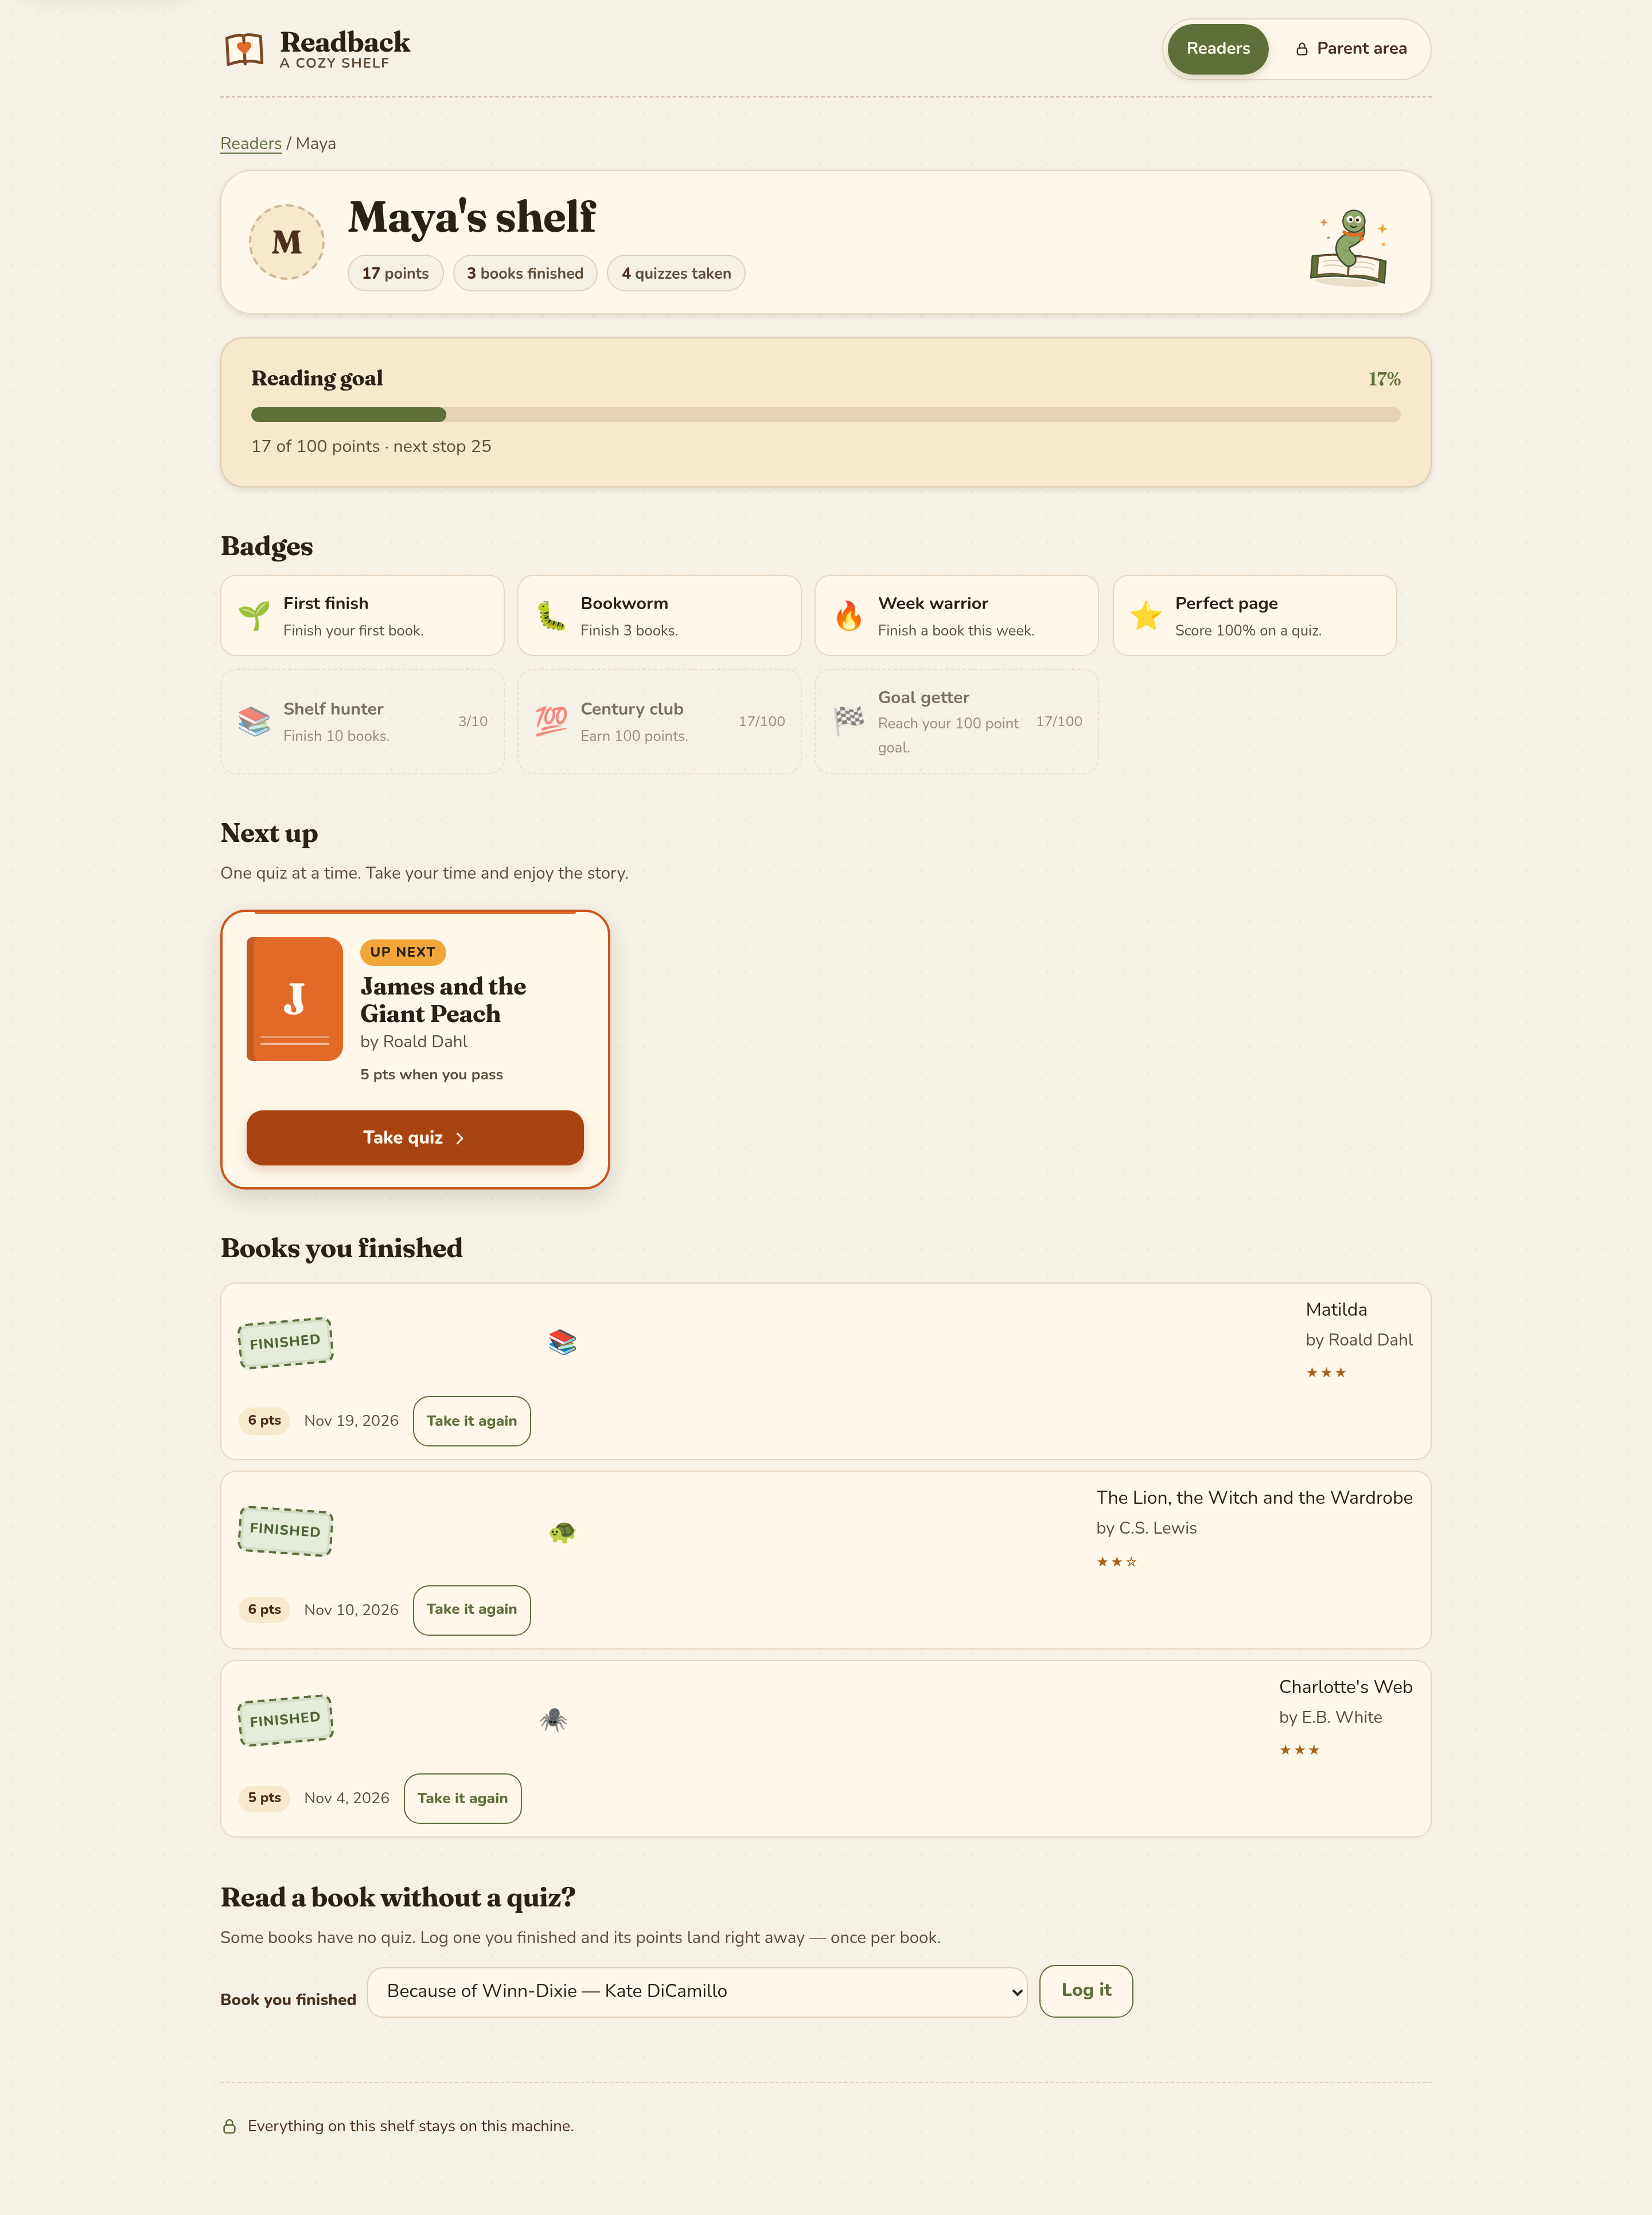 Readback
A COZY SHELF
Readers
Parent area
Readers / Maya
M
Maya's shelf
17 points
3 books finished
4 quizzes taken
Reading goal
17%
17 of 100 points · next stop 25
Badges
First finish
Finish your first book.
Bookworm
Finish 3 books.
Week warrior
Finish a book this week.
Perfect page
Score 100% on a quiz.
Shelf hunter
Finish 10 books.
3/10
Century club
Earn 100 points.
17/100
Goal getter
Reach your 100 point
goal.
17/100
Next up
One quiz at a time. Take your time and enjoy the story.
J
UP NEXT
James and the
Giant Peach
by Roald Dahl
5 pts when you pass
Take quiz
Books you finished
FINISHED
Matilda
by Roald Dahl
★★★
6 pts
Nov 19, 2026
Take it again
FINISHED
The Lion, the Witch and the Wardrobe
by C.S. Lewis
★★☆
6 pts
Nov 10, 2026
Take it again
FINISHED
Charlotte's Web
by E.B. White
★★★
5 pts
Nov 4, 2026
Take it again
Read a book without a quiz?
Some books have no quiz. Log one you finished and its points land right away — once per book.
Book you finished
Because of Winn-Dixie — Kate DiCamillo
Log it
Everything on this shelf stays on this machine.